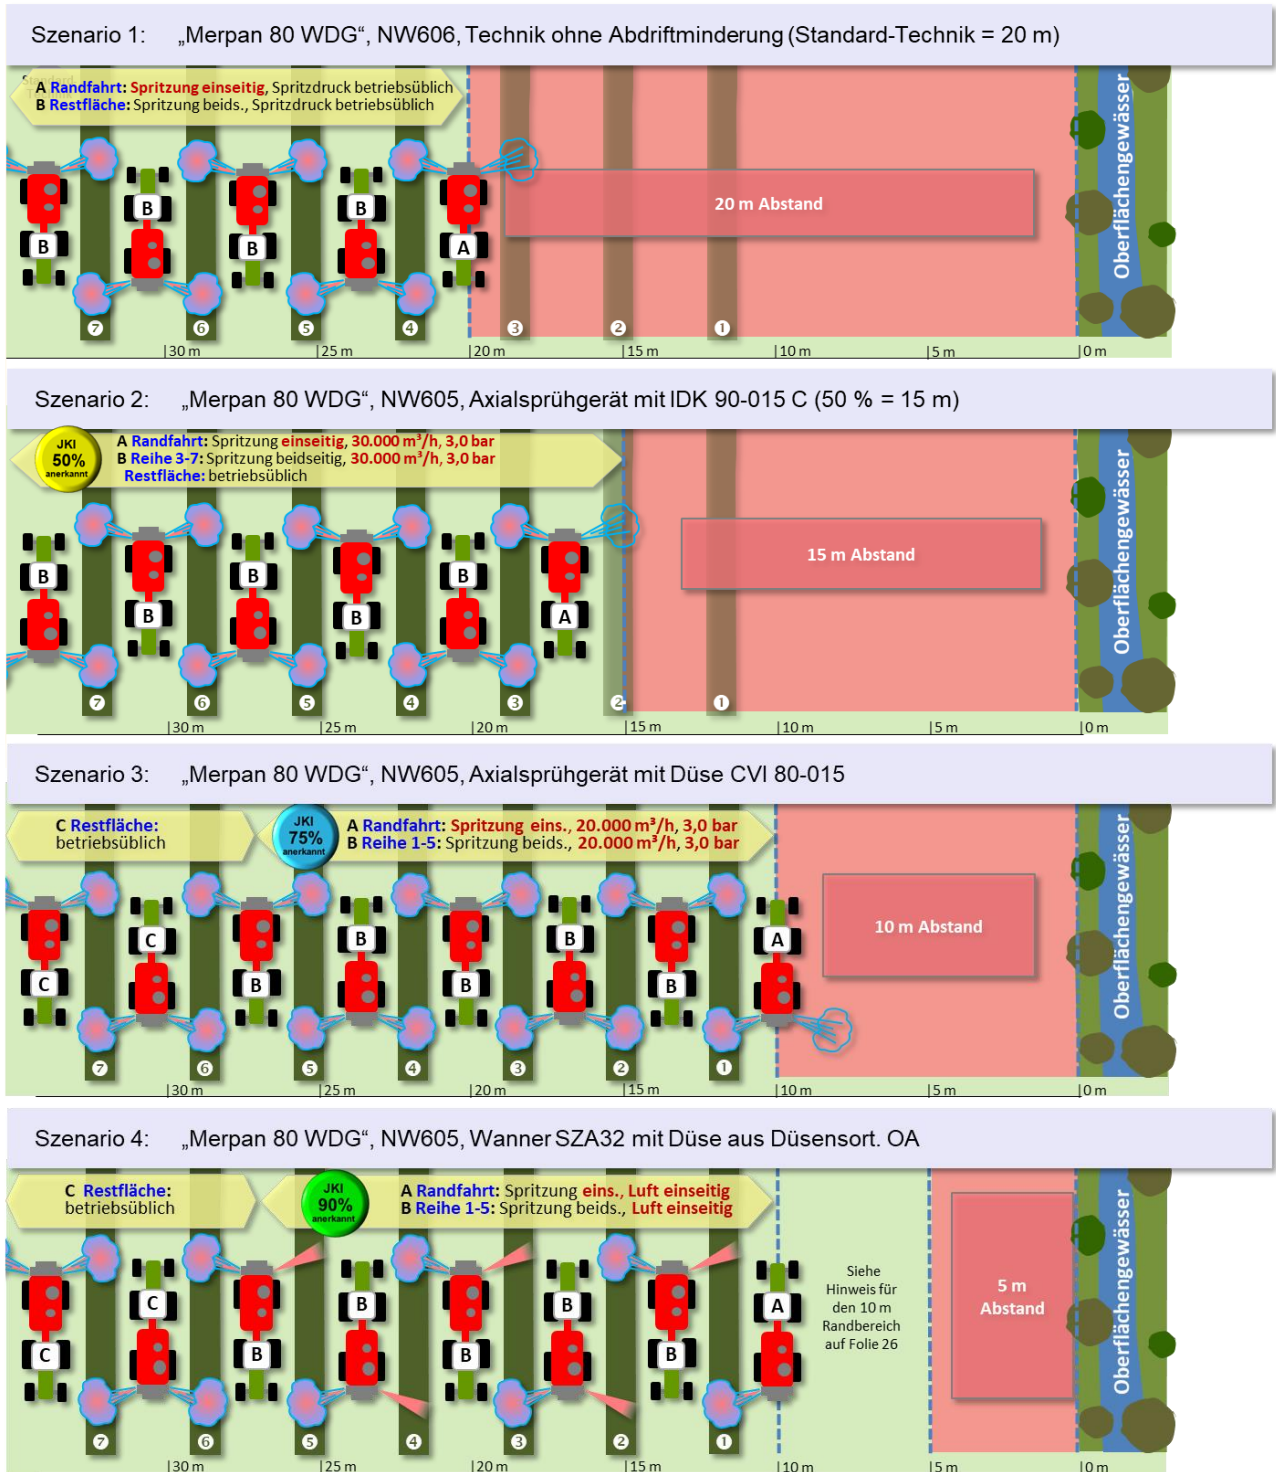 Szenario 1: „Merpan 80 WDG“, NW606, Technik ohne Abdriftminderung (Standard-Technik = 20 m)
A Randfahrt: Spritzung einseitig, Spritzdruck betriebsüblich
B Restfläche: Spritzung beids., Spritzdruck betriebsüblich
B
B
B
B
A
20 m Abstand
Oberflächengewässer
7 6 5 4 3 2 1
|30 m |25 m |20 m |15 m |10 m |5 m |0 m
Szenario 2: „Merpan 80 WDG“, NW605, Axialsprühgerät mit IDK 90-015 C (50 % = 15 m)
JKI
50%
anerkannt
A Randfahrt: Spritzung einseitig, 30.000 m³/h, 3,0 bar
B Reihe 3-7: Spritzung beidseitig, 30.000 m³/h, 3,0 bar
Restfläche: betriebsüblich
B
B
B
B
B
A
15 m Abstand
Oberflächengewässer
7 6 5 4 3 2 1
|30 m |25 m |20 m |15 m |10 m |5 m |0 m
Szenario 3: „Merpan 80 WDG“, NW605, Axialsprühgerät mit Düse CVI 80-015
C Restfläche:
betriebsüblich
JKI
75%
anerkannt
A Randfahrt: Spritzung eins., 20.000 m³/h, 3,0 bar
B Reihe 1-5: Spritzung beids., 20.000 m³/h, 3,0 bar
C
C
B
B
B
B
B
A
10 m Abstand
Oberflächengewässer
7 6 5 4 3 2 1
|30 m |25 m |20 m |15 m |10 m |5 m |0 m
Szenario 4: „Merpan 80 WDG“, NW605, Wanner SZA32 mit Düse aus Düsensort. OA
C Restfläche:
betriebsüblich
JKI
90%
anerkannt
A Randfahrt: Spritzung eins., Luft einseitig
B Reihe 1-5: Spritzung beids., Luft einseitig
C
C
B
B
B
B
B
A
Siehe
Hinweis für
den 10 m
Randbereich
auf Folie 26
5 m
Abstand
Oberflächengewässer
7 6 5 4 3 2 1
|30 m |25 m |20 m |15 m |10 m |5 m |0 m